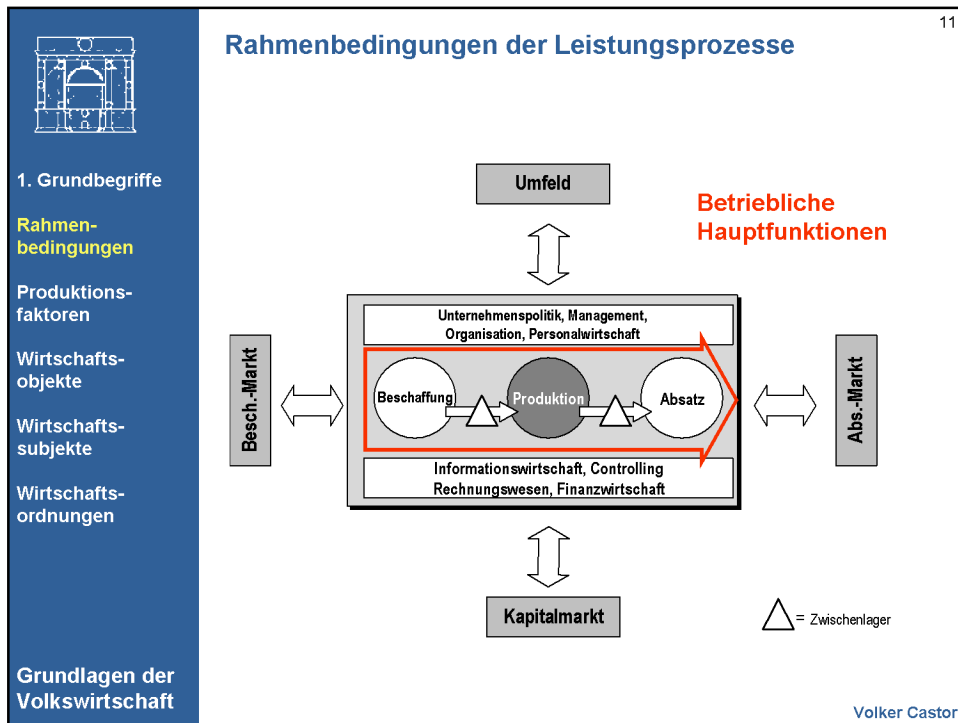 11
Rahmenbedingungen der Leistungsprozesse
1. Grundbegriffe
Rahmen-
bedingungen
Produktions-
faktoren
Wirtschafts-
objekte
Wirtschafts-
subjekte
Wirtschafts-
ordnungen
Grundlagen der
Volkswirtschaft
Umfeld
Betriebliche
Hauptfunktionen
Unternehmenspolitik, Management,
Organisation, Personalwirtschaft
Besch.-Markt
Beschaffung
Produktion
Absatz
Abs.-Markt
Informationswirtschaft, Controlling
Rechnungswesen, Finanzwirtschaft
Kapitalmarkt
= Zwischenlager
Volker Castor